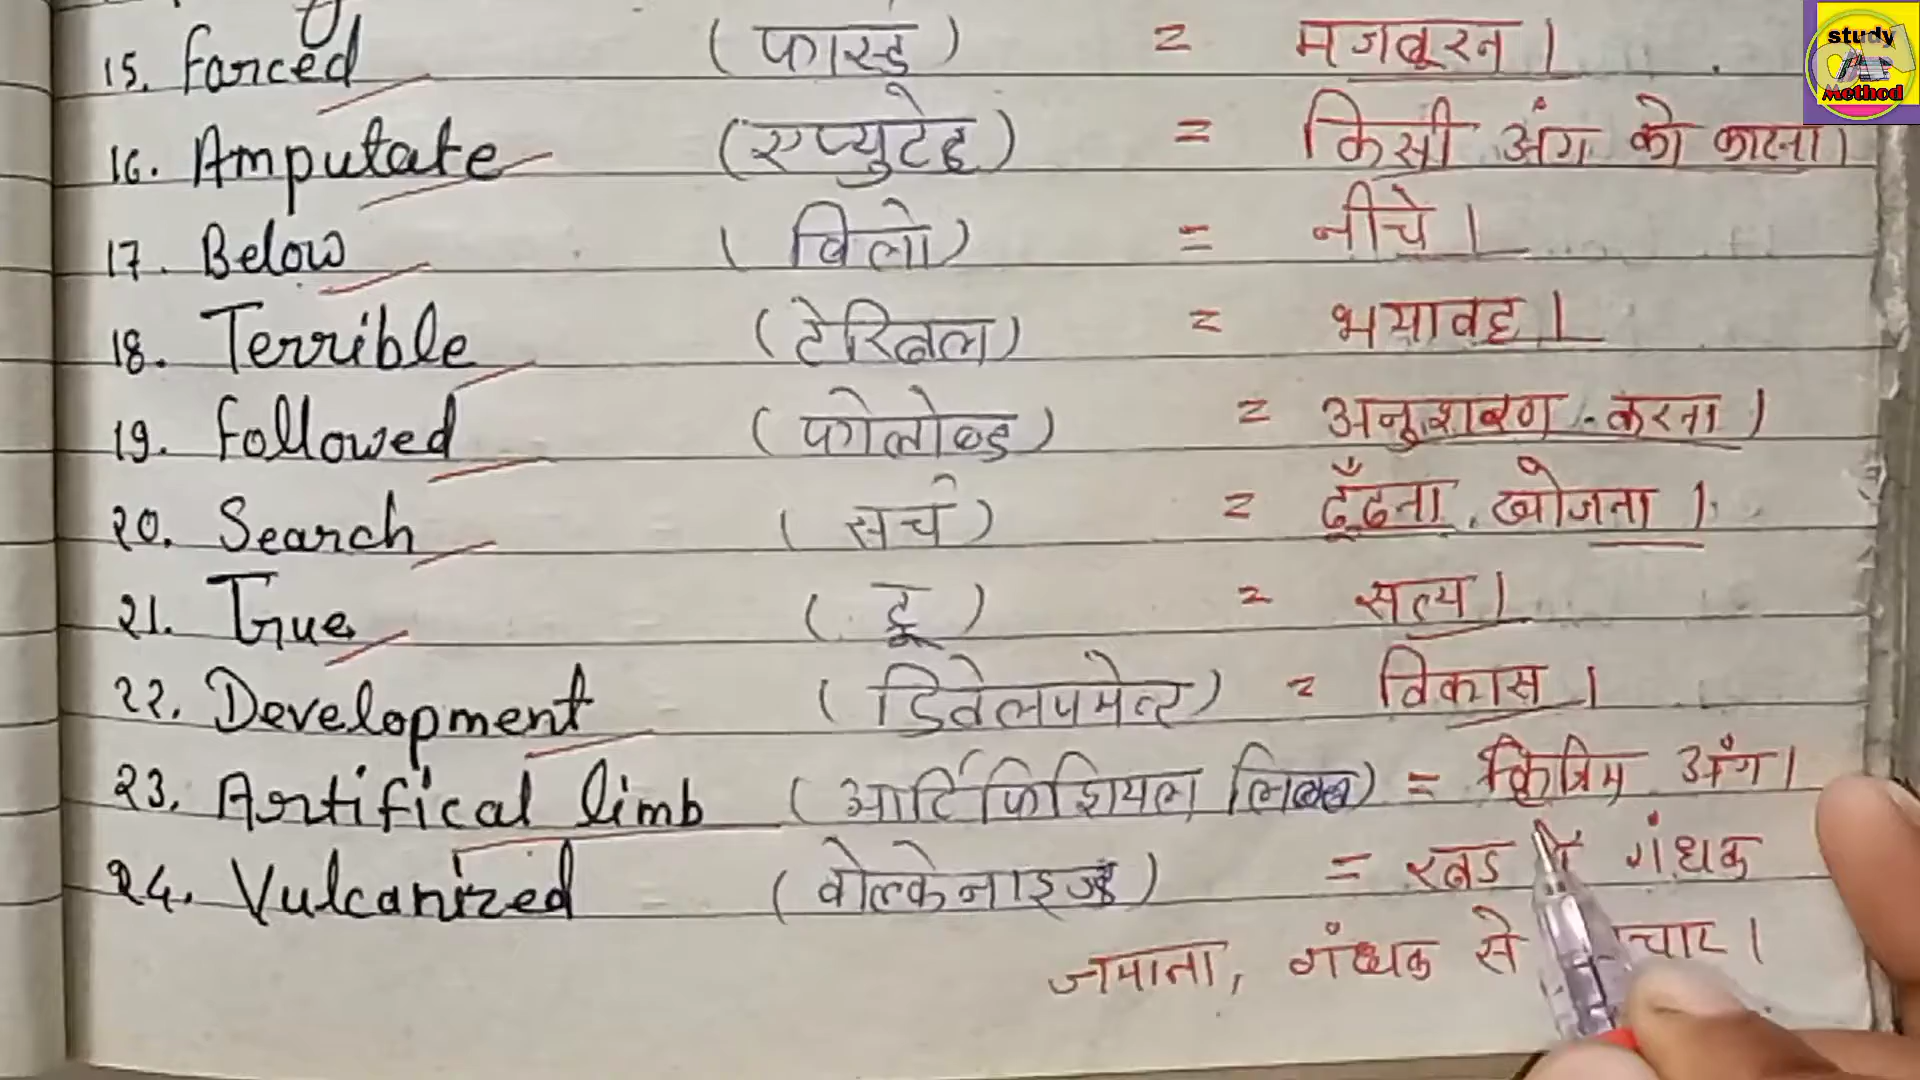 study
Method
15. Forced (फोर्स्ड) = मजबूरन ।
16. Amputate (एम्प्युटेट) = किसी अंग को काटना ।
17. Below (बिलो) = नीचे ।
18. Terrible (टेरिबल) = भयावह ।
19. Followed (फोलोव्ड) = अनुशरण करना ।
20. Search (सर्च) = ढूँढना, खोजना ।
21. True (ट्रू) = सत्य ।
22. Development (डिवेलपमेन्ट) = विकास ।
23. Artifical limb (आर्टिफिशियल लिम्ब) = कृत्रिम अंग ।
24. Vulcanized (वोल्केनाइज्ड) = रबड गंधक
जमाना, गंधक से